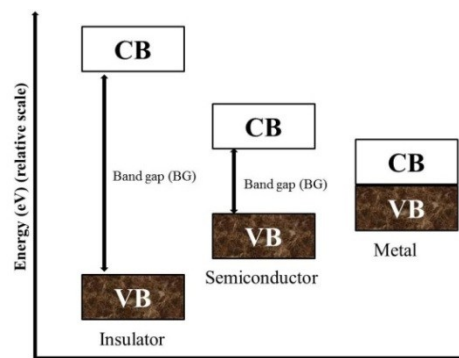 Energy (eV) (relative scale)
CB
Band gap (BG)
VB
Insulator
CB
Band gap (BG)
VB
Semiconductor
CB
VB
Metal